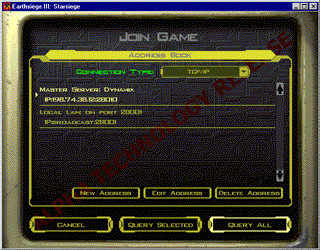 Earthsiege III: Starsiege
Join Game
Address Book
Connection Type: TCP/IP
Master Server: Dynamix
IP:198.74.38.12:28010
Local Lan on port 28001
IP:broadcast:28001
New Address Edit Address Delete Address
Cancel Query Selected Query All